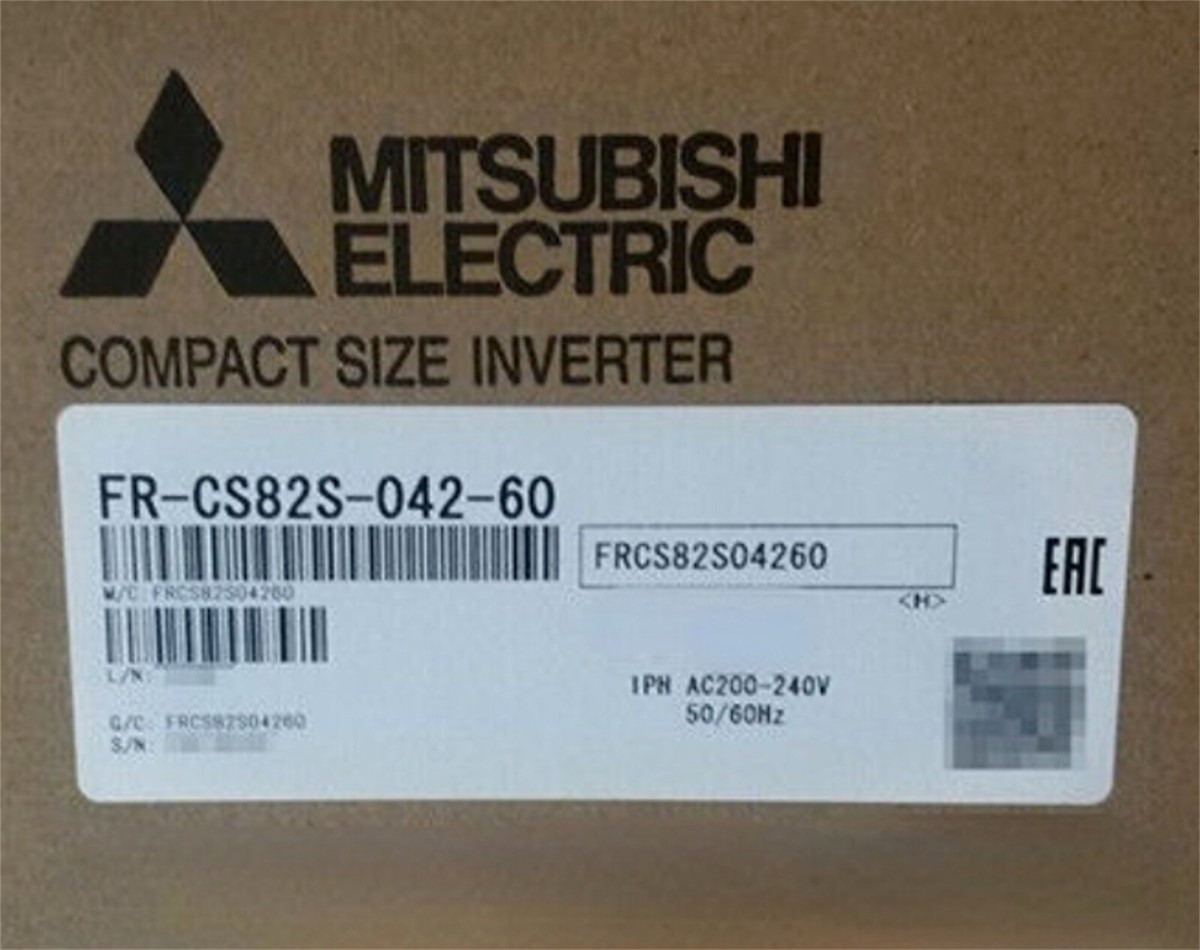 MITSUBISHI
ELECTRIC
COMPACT SIZE INVERTER
FR-CS82S-042-60
FRCS82S04260
M/C: FRCS82S04260
<H>
EAC
L/N:
1PH AC200-240V
50/60Hz
G/C: FRCS82S04260
S/N: